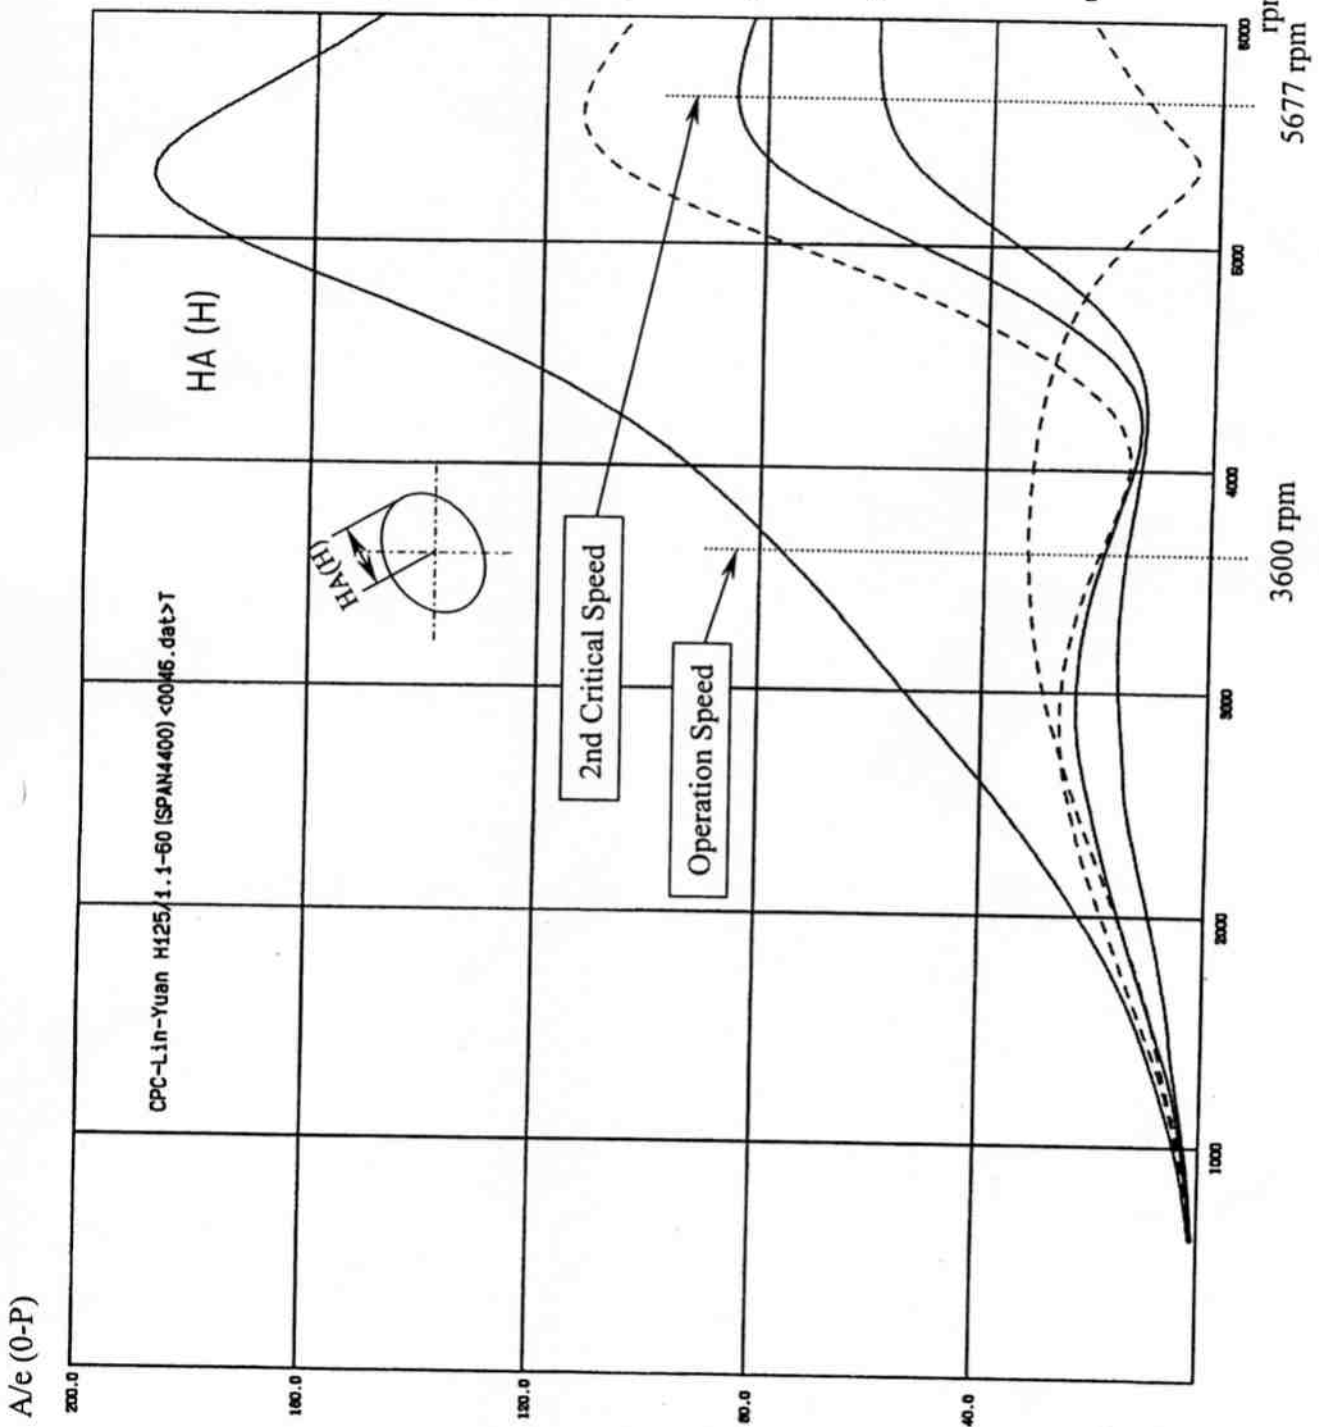 A/e (0-P)
200.0
CPC-Lin-Yuan H125/1.1-60 (SPAN4400) <0046.dat>T
HA (H)
160.0
HA(H)
120.0
2nd Critical Speed
Operation Speed
80.0
40.0
1000
2000
3000
4000
5000
6000
rpm
3600 rpm
5677 rpm